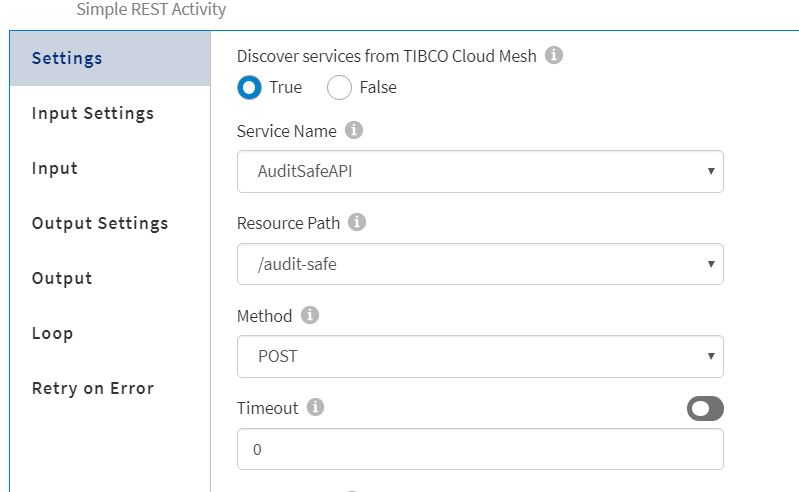 Simple REST Activity
Settings
Input Settings
Input
Output Settings
Output
Loop
Retry on Error
Discover services from TIBCO Cloud Mesh
True
False
Service Name
AuditSafeAPI
Resource Path
/audit-safe
Method
POST
Timeout
0